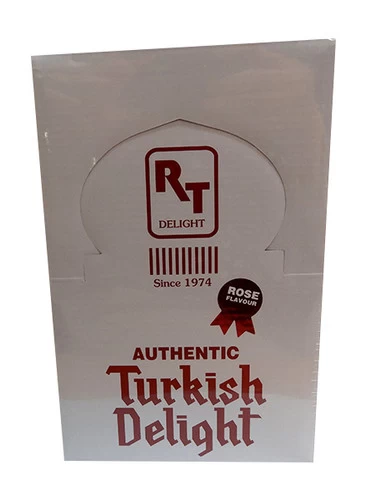 RT
DELIGHT
Since 1974
ROSE
FLAVOUR
AUTHENTIC
Turkish
Delight